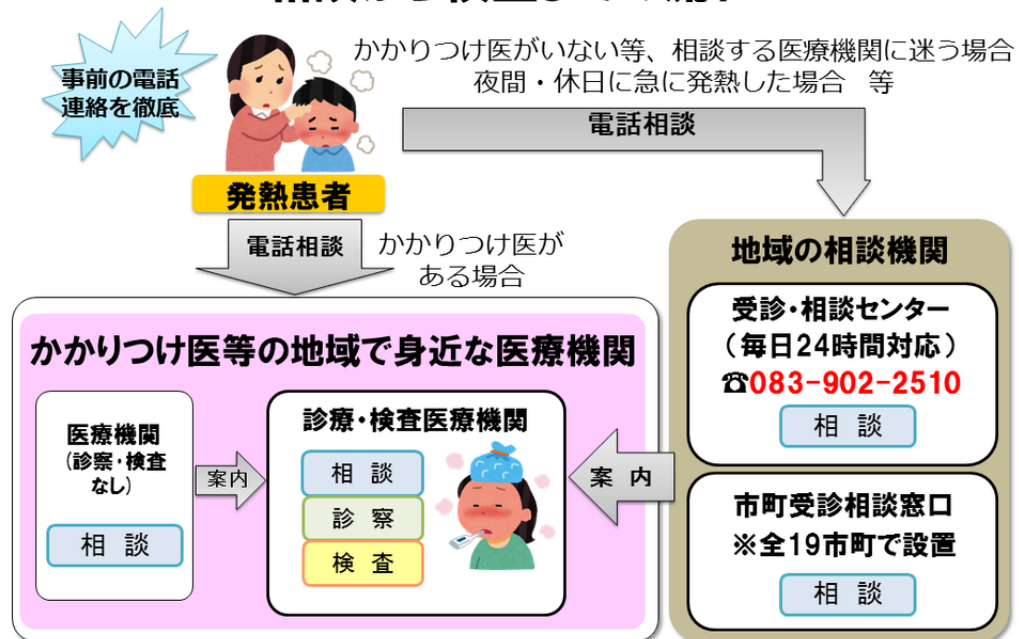 事前の電話
連絡を徹底
かかりつけ医がいない等、相談する医療機関に迷う場合
夜間・休日に急に発熱した場合　等
電話相談
発熱患者
電話相談
かかりつけ医が
ある場合
地域の相談機関
受診・相談センター
（毎日24時間対応）
☎083-902-2510
相 談
市町受診相談窓口
※全19市町で設置
相 談
かかりつけ医等の地域で身近な医療機関
医療機関
（診察・検査
なし）
相 談
案内
診療・検査医療機関
相 談
診 察
検 査
案 内